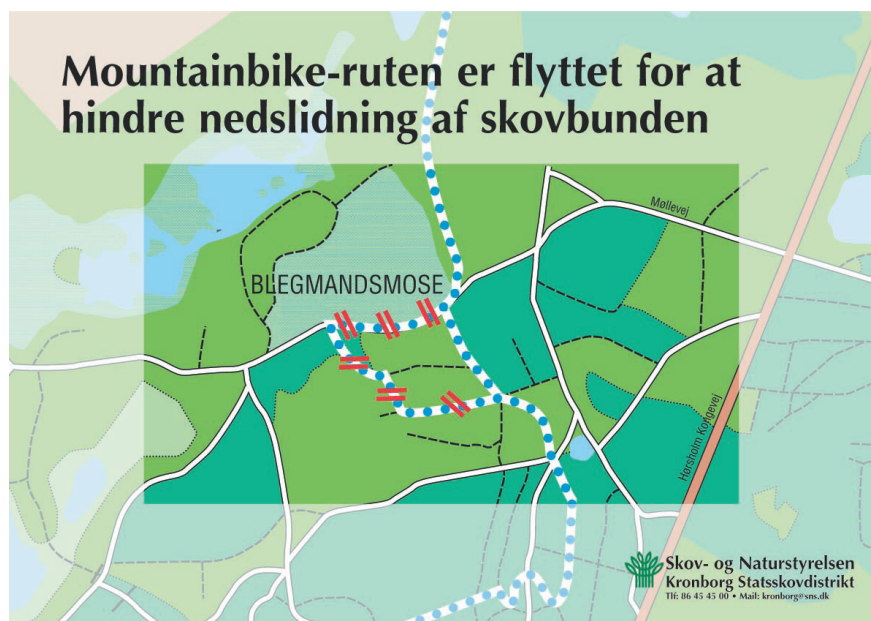 Mountainbike-ruten er flyttet for at
hindre nedslidning af skovbunden
Møllevej
BLEGMANDSMOSE
Hørsholm Kongevej
Skov- og Naturstyrelsen
Kronborg Statsskovdistrikt
Tlf: 86 45 45 00 • Mail: kronborg@sns.dk